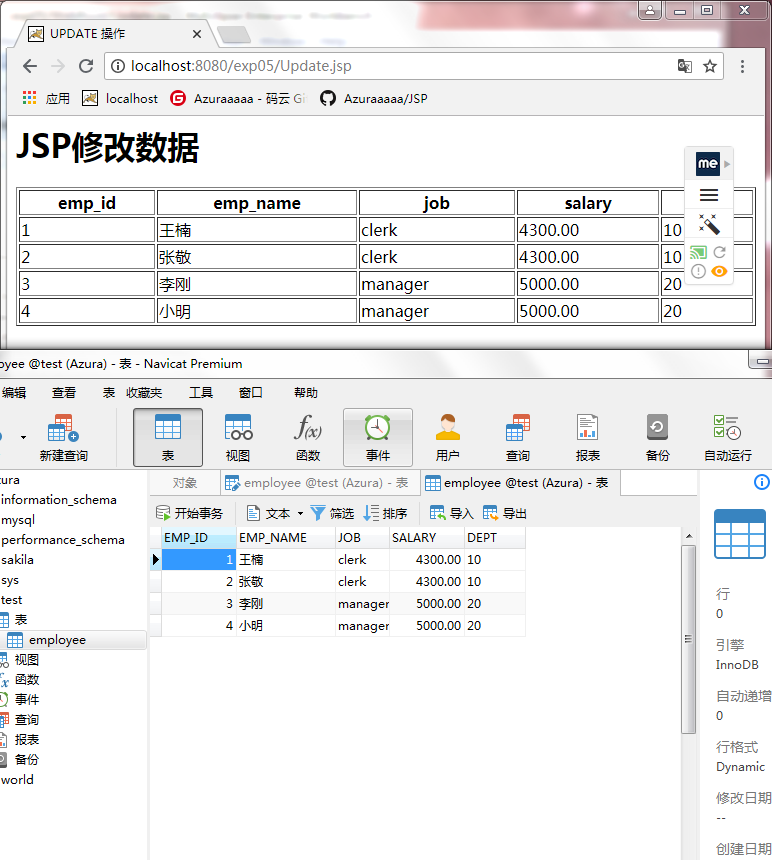 UPDATE 操作
localhost:8080/exp05/Update.jsp
应用 localhost Azuraaaaa - 码云 Gi Azuraaaaa/JSP
JSP修改数据
me
emp_id emp_name job salary
1 王楠 clerk 4300.00 10
2 张敬 clerk 4300.00 10
3 李刚 manager 5000.00 20
4 小明 manager 5000.00 20
oyee @test (Azura) - 表 - Navicat Premium
编辑 查看 表 收藏夹 工具 窗口 帮助
f(x)
新建查询 表 视图 函数 事件 用户 查询 报表 备份 自动运行
zura
对象 employee @test (Azura) - 表 employee @test (Azura) - 表
开始事务 文本 筛选 排序 导入 导出
EMP_ID EMP_NAME JOB SALARY DEPT
1 王楠 clerk 4300.00 10
2 张敬 clerk 4300.00 10
3 李刚 manager 5000.00 20
4 小明 manager 5000.00 20
information_schema
mysql
performance_schema
sakila
sys
test
表
employee
视图
函数
事件
查询
报表
备份
world
行
0
引擎
InnoDB
自动递增
0
行格式
Dynamic
修改日期
--
创建日期